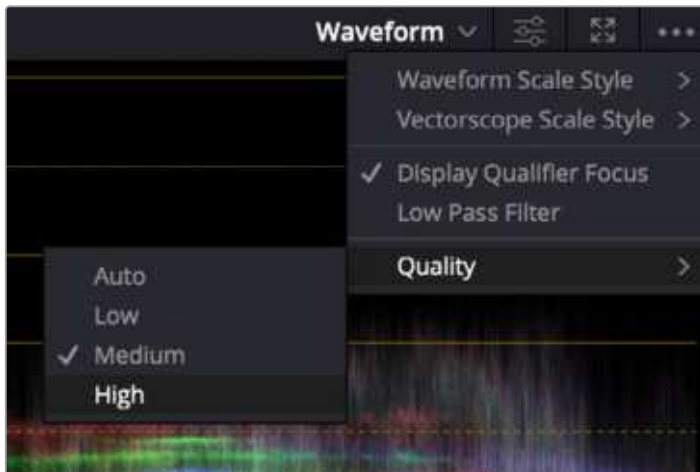 Waveform
Waveform Scale Style
Vectorscope Scale Style
Display Qualifier Focus
Low Pass Filter
Quality
Auto
Low
Medium
High